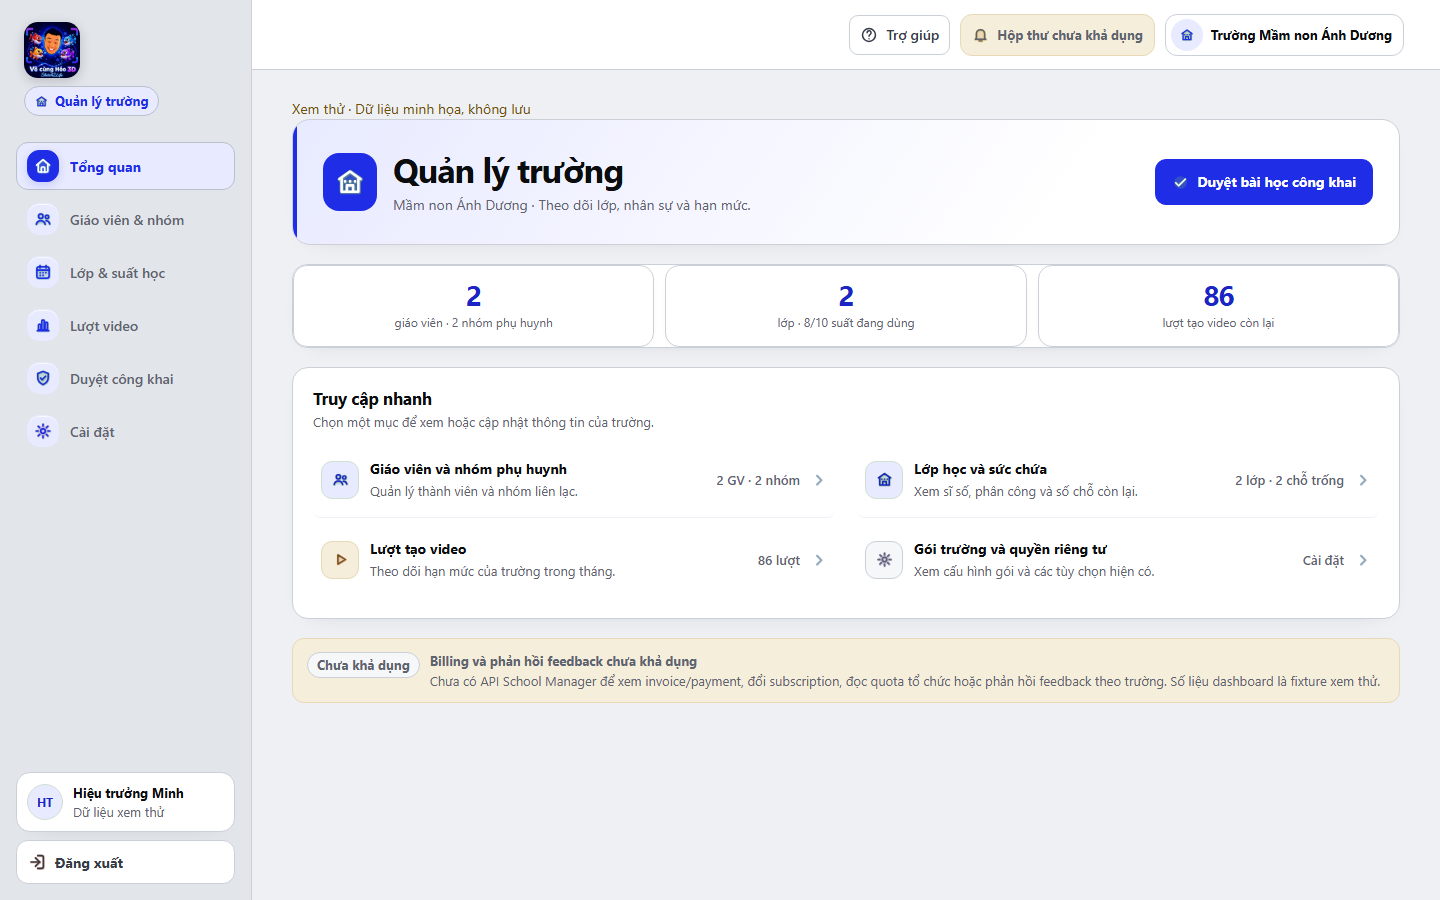 Vô cùng Hóc 3D
Quản lý trường
Tổng quan
Giáo viên & nhóm
Lớp & suất học
Lượt video
Duyệt công khai
Cài đặt
HT
Hiệu trưởng Minh
Dữ liệu xem thử
Đăng xuất
Trợ giúp
Hộp thư chưa khả dụng
Trường Mầm non Ánh Dương
Xem thử · Dữ liệu minh họa, không lưu
Quản lý trường
Mầm non Ánh Dương · Theo dõi lớp, nhân sự và hạn mức.
Duyệt bài học công khai
2
giáo viên · 2 nhóm phụ huynh
2
lớp · 8/10 suất đang dùng
86
lượt tạo video còn lại
Truy cập nhanh
Chọn một mục để xem hoặc cập nhật thông tin của trường.
Giáo viên và nhóm phụ huynh
Quản lý thành viên và nhóm liên lạc.
2 GV · 2 nhóm
Lớp học và sức chứa
Xem sĩ số, phân công và số chỗ còn lại.
2 lớp · 2 chỗ trống
Lượt tạo video
Theo dõi hạn mức của trường trong tháng.
86 lượt
Gói trường và quyền riêng tư
Xem cấu hình gói và các tùy chọn hiện có.
Cài đặt
Chưa khả dụng
Billing và phản hồi feedback chưa khả dụng
Chưa có API School Manager để xem invoice/payment, đổi subscription, đọc quota tổ chức hoặc phản hồi feedback theo trường. Số liệu dashboard là fixture xem thử.